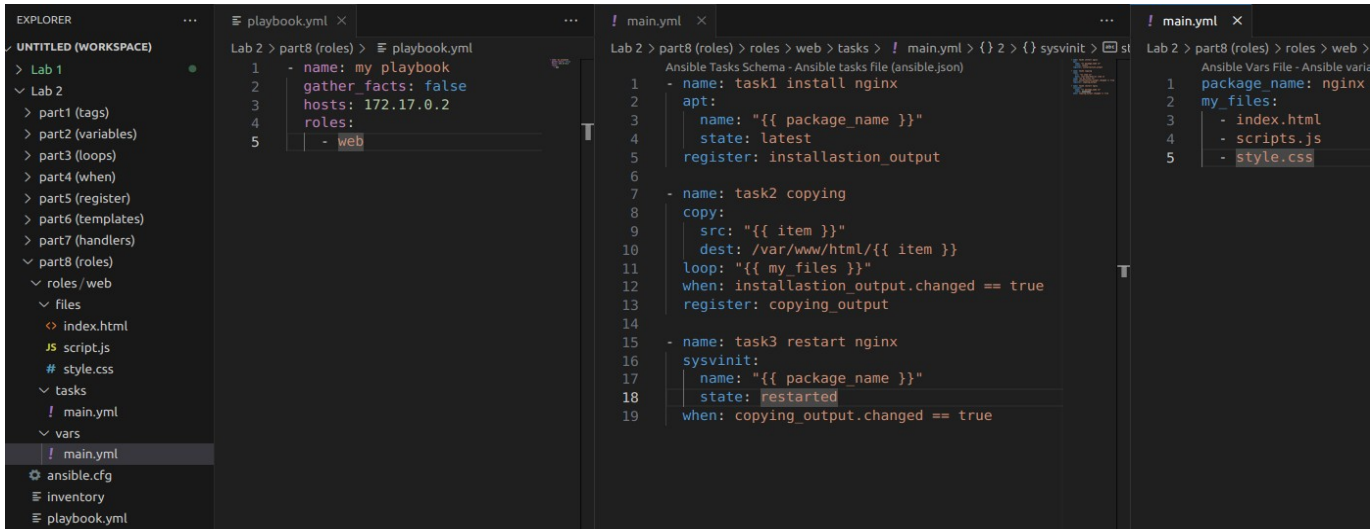 EXPLORER
UNTITLED (WORKSPACE)
Lab 1
Lab 2
part1 (tags)
part2 (variables)
part3 (loops)
part4 (when)
part5 (register)
part6 (templates)
part7 (handlers)
part8 (roles)
roles/web
files
<> index.html
JS script.js
# style.css
tasks
! main.yml
vars
! main.yml
ansible.cfg
inventory
playbook.yml
playbook.yml
Lab 2 > part8 (roles) > playbook.yml
1 - name: my playbook
2 gather_facts: false
3 hosts: 172.17.0.2
4 roles:
5 - web
! main.yml
Lab 2 > part8 (roles) > roles > web > tasks > ! main.yml > {} 2 > {} sysvinit > st
Ansible Tasks Schema - Ansible tasks file (ansible.json)
1 - name: task1 install nginx
2 apt:
3 name: "{{ package_name }}"
4 state: latest
5 register: installastion_output
6
7 - name: task2 copying
8 copy:
9 src: "{{ item }}"
10 dest: /var/www/html/{{ item }}
11 loop: "{{ my_files }}"
12 when: installastion_output.changed == true
13 register: copying_output
14
15 - name: task3 restart nginx
16 sysvinit:
17 name: "{{ package_name }}"
18 state: restarted
19 when: copying_output.changed == true
! main.yml
Lab 2 > part8 (roles) > roles > web >
Ansible Vars File - Ansible varia
1 package_name: nginx
2 my_files:
3 - index.html
4 - scripts.js
5 - style.css